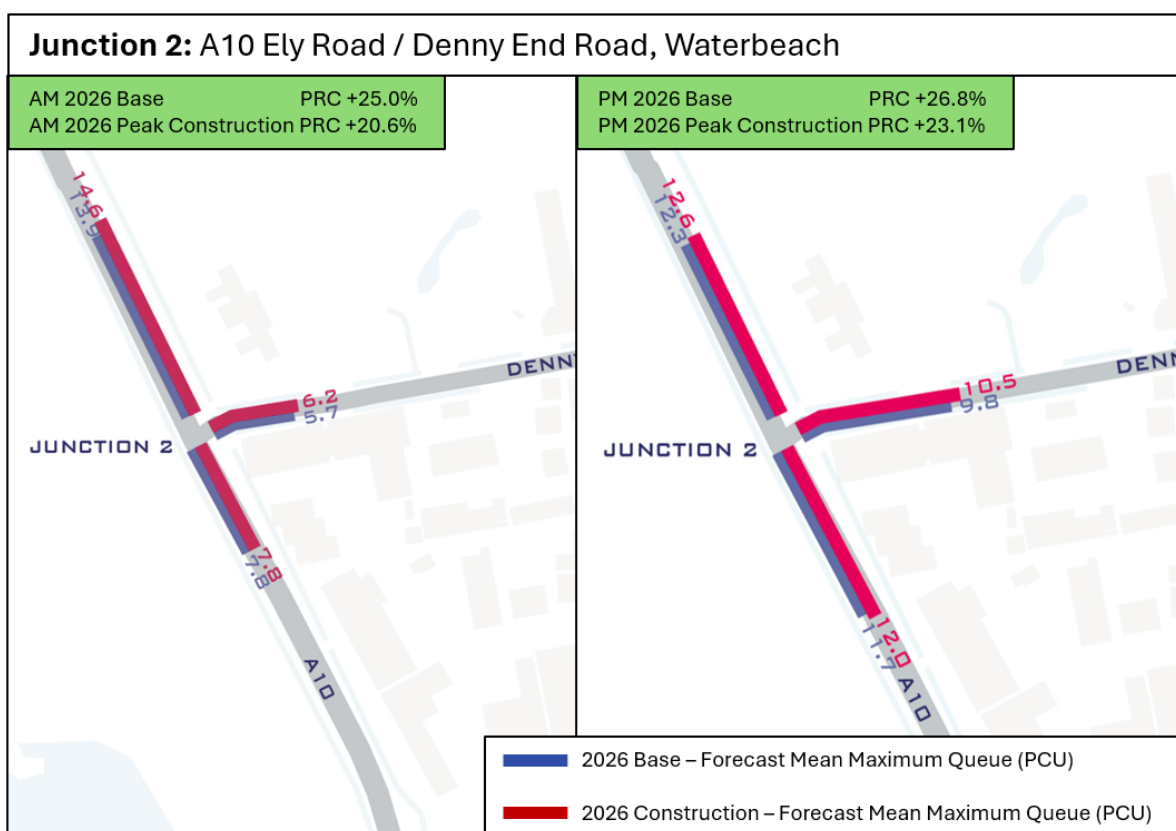 Junction 2: A10 Ely Road / Denny End Road, Waterbeach
AM 2026 Base PRC +25.0%
AM 2026 Peak Construction PRC +20.6%
14.6
13.9
DENN
6.2
5.7
JUNCTION 2
7.8
7.8
A10
PM 2026 Base PRC +26.8%
PM 2026 Peak Construction PRC +23.1%
12.6
12.3
DENN
10.5
9.8
JUNCTION 2
12.0
11.7
A10
2026 Base – Forecast Mean Maximum Queue (PCU)
2026 Construction – Forecast Mean Maximum Queue (PCU)